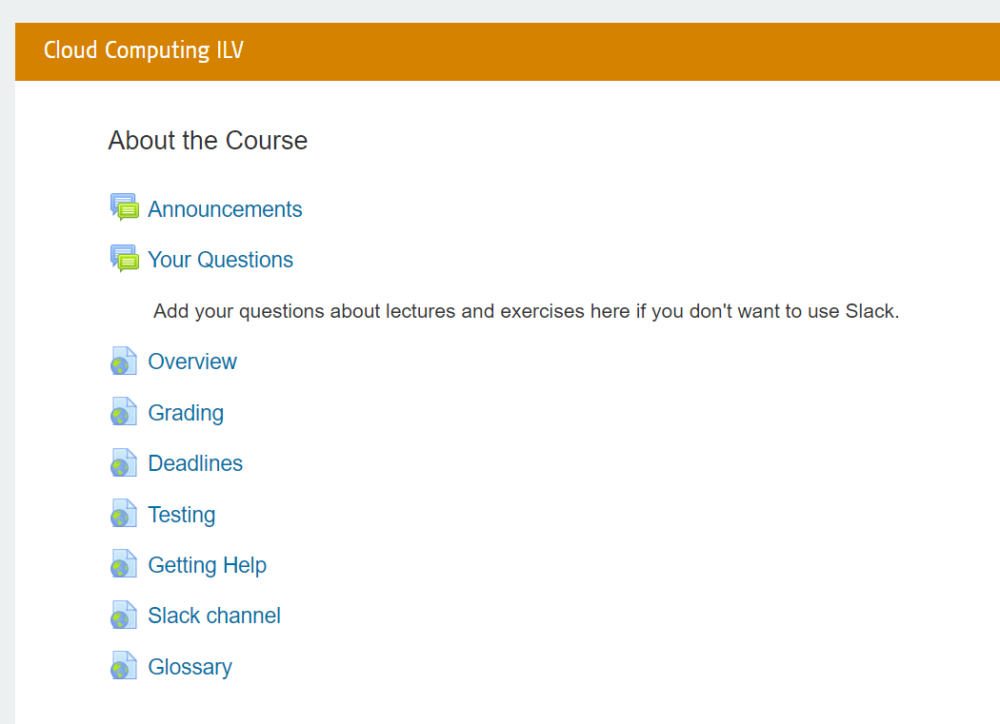 Cloud Computing ILV
About the Course
Announcements
Your Questions
Add your questions about lectures and exercises here if you don't want to use Slack.
Overview
Grading
Deadlines
Testing
Getting Help
Slack channel
Glossary